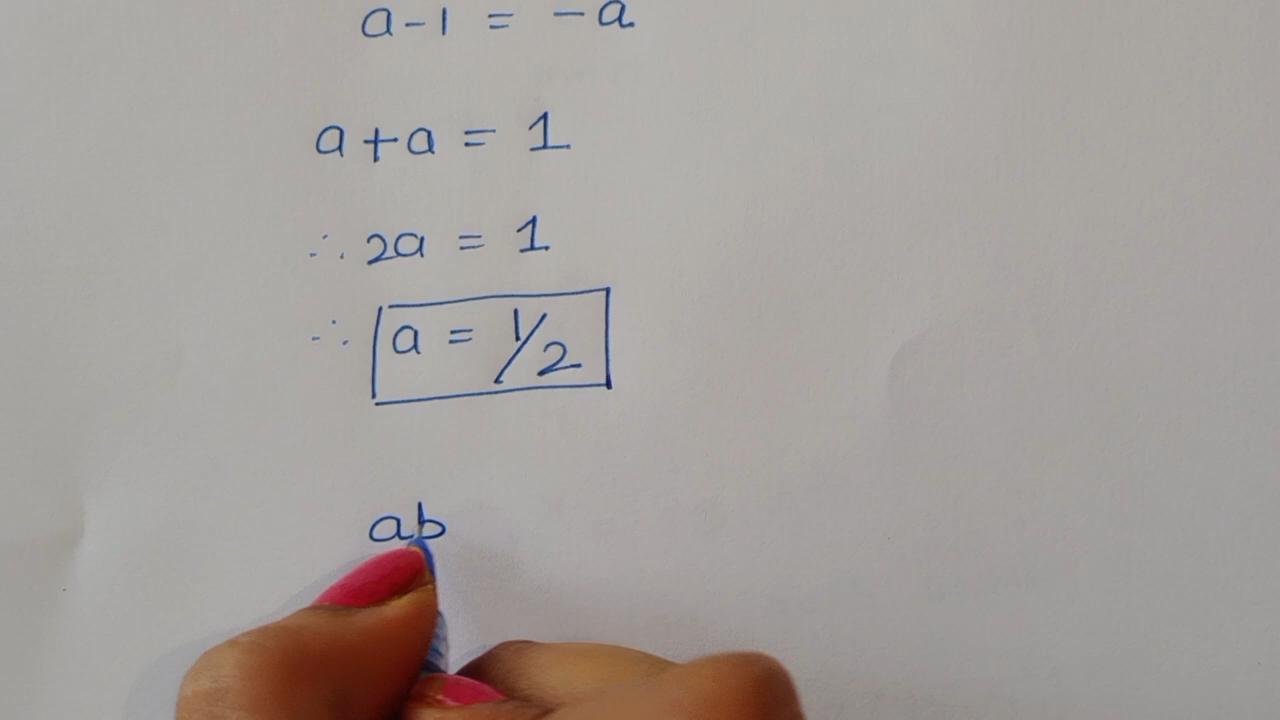 a - 1 = - a
a + a = 1
∴ 2a = 1
∴ a = 1/2
ab